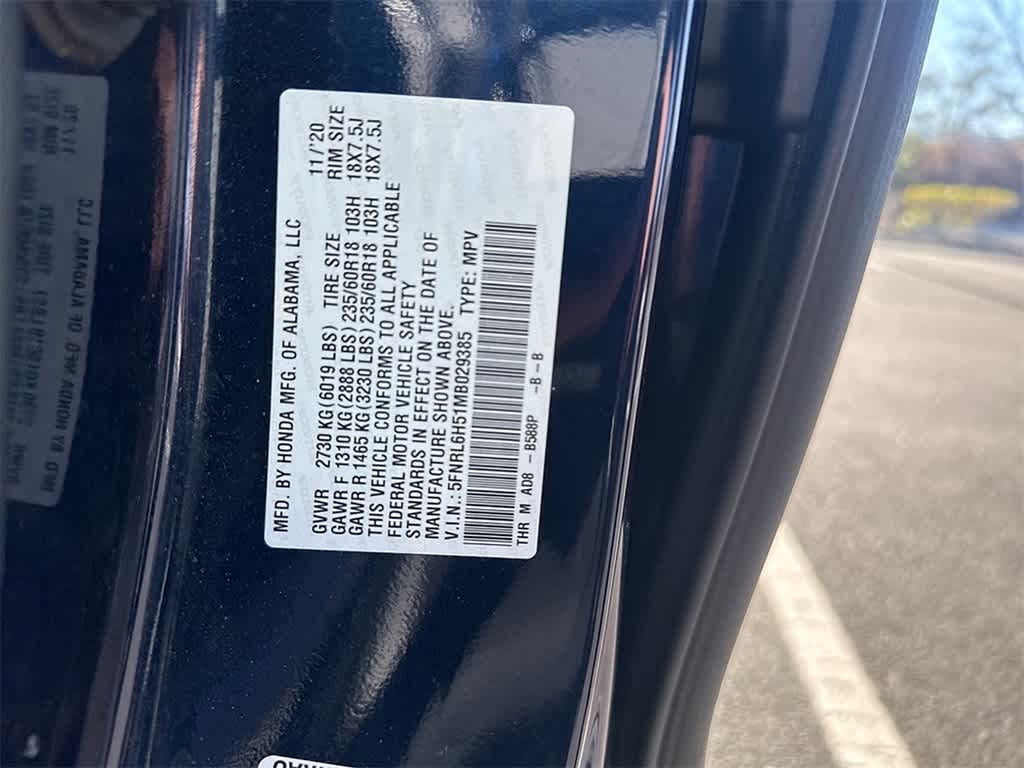 MFD. BY HONDA MFG. OF ALABAMA, LLC 11/'20
GVWR 2730 KG (6019 LBS) TIRE SIZE RIM SIZE
GAWR F 1310 KG (2888 LBS) 235/60R18 103H 18X7.5J
GAWR R 1465 KG (3230 LBS) 235/60R18 103H 18X7.5J
THIS VEHICLE CONFORMS TO ALL APPLICABLE
FEDERAL MOTOR VEHICLE SAFETY
STANDARDS IN EFFECT ON THE DATE OF
MANUFACTURE SHOWN ABOVE.
V.I.N.: 5FNRL6H51MB029385 TYPE: MPV
THR M A08 – B588P –B – B